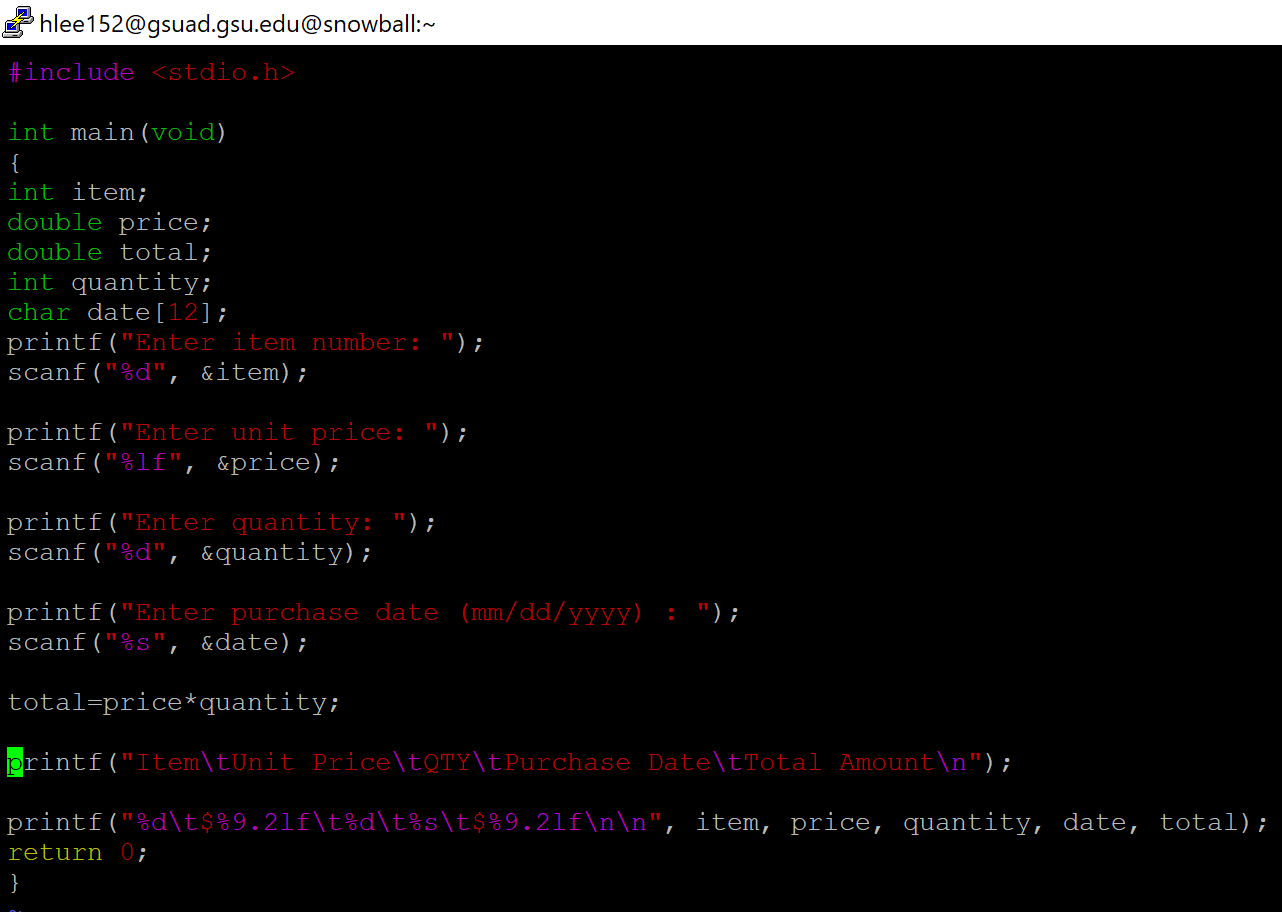 hlee152@gsuad.gsu.edu@snowball:~
#include <stdio.h>
int main(void)
{
int item;
double price;
double total;
int quantity;
char date[12];
printf("Enter item number: ");
scanf("%d", &item);
printf("Enter unit price: ");
scanf("%lf", &price);
printf("Enter quantity: ");
scanf("%d", &quantity);
printf("Enter purchase date (mm/dd/yyyy) : ");
scanf("%s", &date);
total=price*quantity;
printf("Item\tUnit Price\tQTY\tPurchase Date\tTotal Amount\n");
printf("%d\t$%9.2lf\t%d\t%s\t$%9.2lf\n\n", item, price, quantity, date, total);
return 0;
}